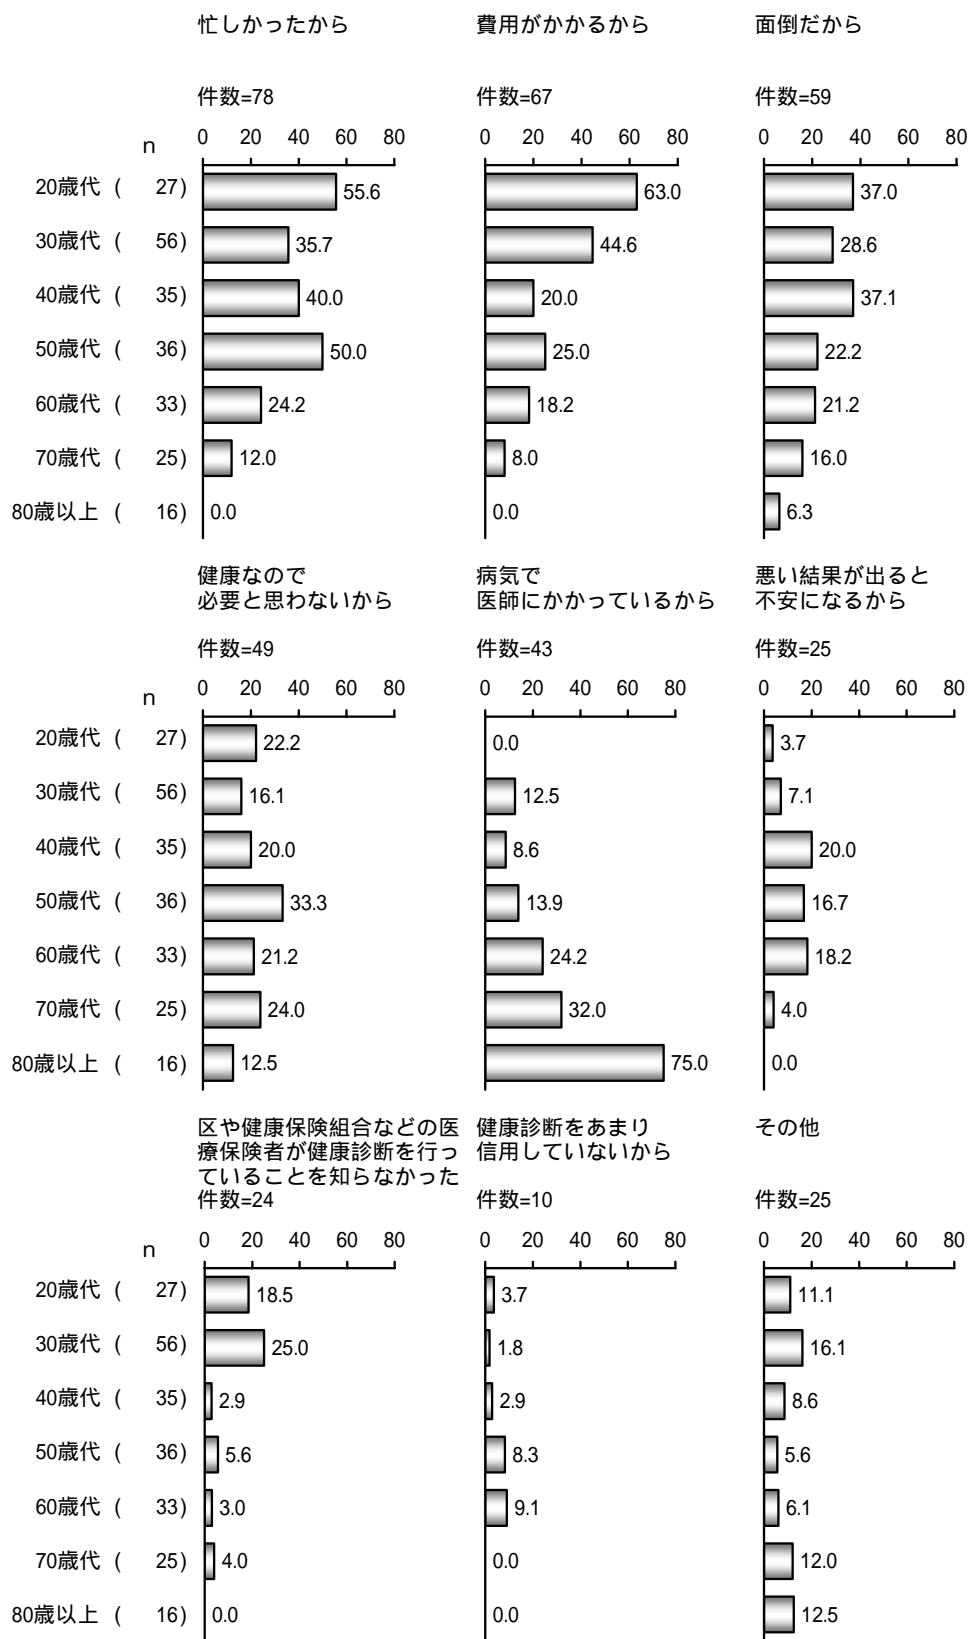 忙しかったから 費用がかかるから 面倒だから
件数=78 件数=67 件数=59
n 0 20 40 60 80 0 20 40 60 80 0 20 40 60 80
20歳代 ( 27) 55.6 63.0 37.0
30歳代 ( 56) 35.7 44.6 28.6
40歳代 ( 35) 40.0 20.0 37.1
50歳代 ( 36) 50.0 25.0 22.2
60歳代 ( 33) 24.2 18.2 21.2
70歳代 ( 25) 12.0 8.0 16.0
80歳以上 ( 16) 0.0 0.0 6.3
健康なので 病気で 悪い結果が出ると
必要と思わないから 医師にかかっているから 不安になるから
件数=49 件数=43 件数=25
n 0 20 40 60 80 0 20 40 60 80 0 20 40 60 80
20歳代 ( 27) 22.2 0.0 3.7
30歳代 ( 56) 16.1 12.5 7.1
40歳代 ( 35) 20.0 8.6 20.0
50歳代 ( 36) 33.3 13.9 16.7
60歳代 ( 33) 21.2 24.2 18.2
70歳代 ( 25) 24.0 32.0 4.0
80歳以上 ( 16) 12.5 75.0 0.0
区や健康保険組合などの医 健康診断をあまり その他
療保険者が健康診断を行っ 信用していないから
ていることを知らなかった
件数=24 件数=10 件数=25
n 0 20 40 60 80 0 20 40 60 80 0 20 40 60 80
20歳代 ( 27) 18.5 3.7 11.1
30歳代 ( 56) 25.0 1.8 16.1
40歳代 ( 35) 2.9 2.9 8.6
50歳代 ( 36) 5.6 8.3 5.6
60歳代 ( 33) 3.0 9.1 6.1
70歳代 ( 25) 4.0 0.0 12.0
80歳以上 ( 16) 0.0 0.0 12.5